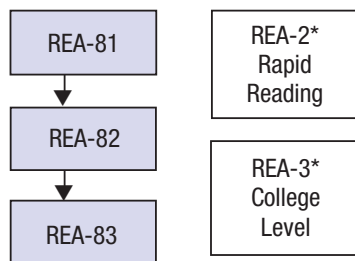 REA-81
REA-82
REA-83
REA-2*
Rapid
Reading
REA-3*
College
Level